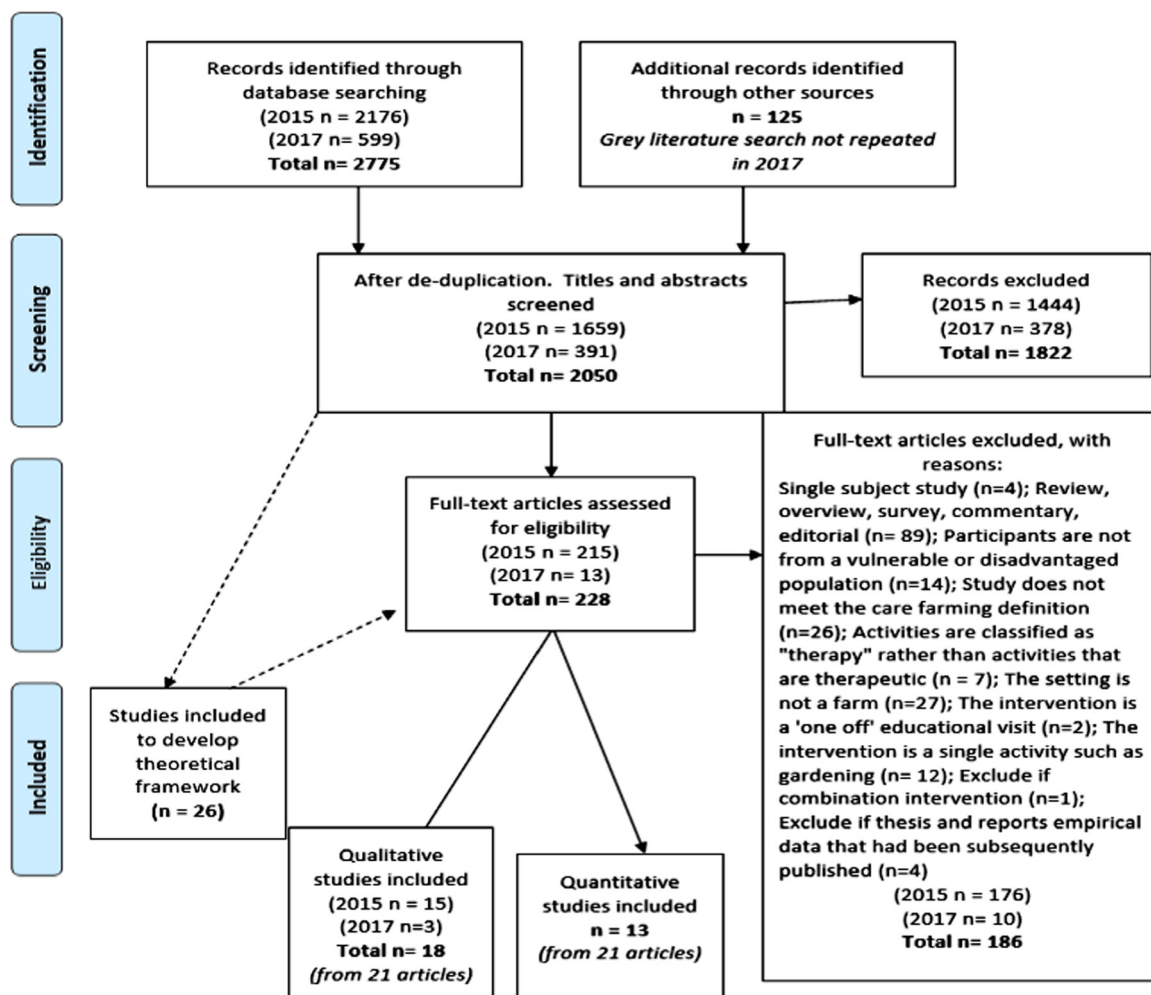 Identification
Records identified through
database searching
(2015 n = 2176)
(2017 n= 599)
Total n= 2775
Additional records identified
through other sources
n = 125
Grey literature search not repeated
in 2017
Screening
After de-duplication. Titles and abstracts
screened
(2015 n = 1659)
(2017 n= 391)
Total n= 2050
Records excluded
(2015 n = 1444)
(2017 n= 378)
Total n= 1822
Eligibility
Full-text articles assessed
for eligibility
(2015 n = 215)
(2017 n= 13)
Total n= 228
Full-text articles excluded, with
reasons:
Single subject study (n=4); Review,
overview, survey, commentary,
editorial (n= 89); Participants are not
from a vulnerable or disadvantaged
population (n=14); Study does not
meet the care farming definition
(n=26); Activities are classified as
"therapy" rather than activities that
are therapeutic (n = 7); The setting is
not a farm (n=27); The intervention is
a 'one off' educational visit (n=2); The
intervention is a single activity such as
gardening (n= 12); Exclude if
combination intervention (n=1);
Exclude if thesis and reports empirical
data that had been subsequently
published (n=4)
(2015 n = 176)
(2017 n= 10)
Total n= 186
Included
Studies included
to develop
theoretical
framework
(n = 26)
Qualitative
studies included
(2015 n = 15)
(2017 n=3)
Total n= 18
(from 21 articles)
Quantitative
studies included
n = 13
(from 21 articles)